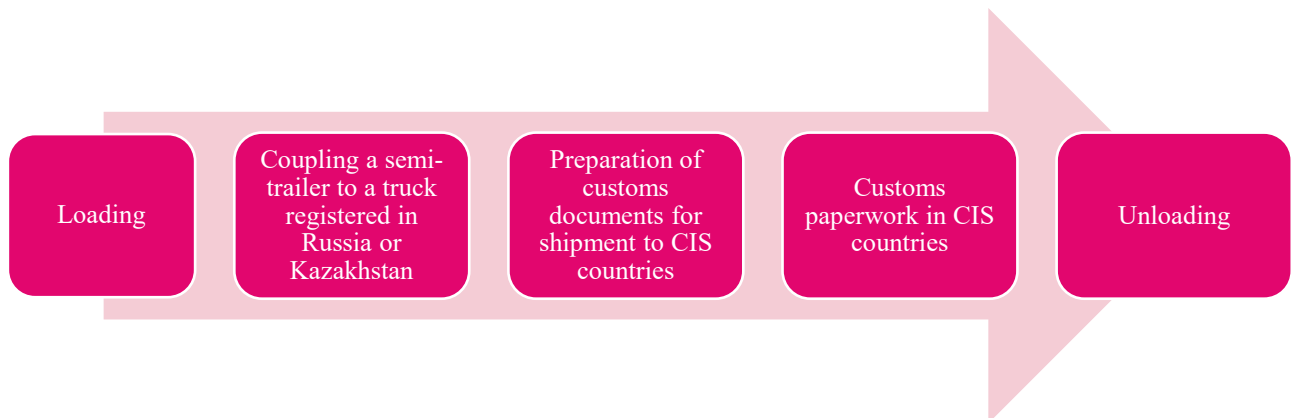 Loading
Coupling a semi-
trailer to a truck
registered in
Russia or
Kazakhstan
Preparation of
customs
documents for
shipment to CIS
countries
Customs
paperwork in CIS
countries
Unloading